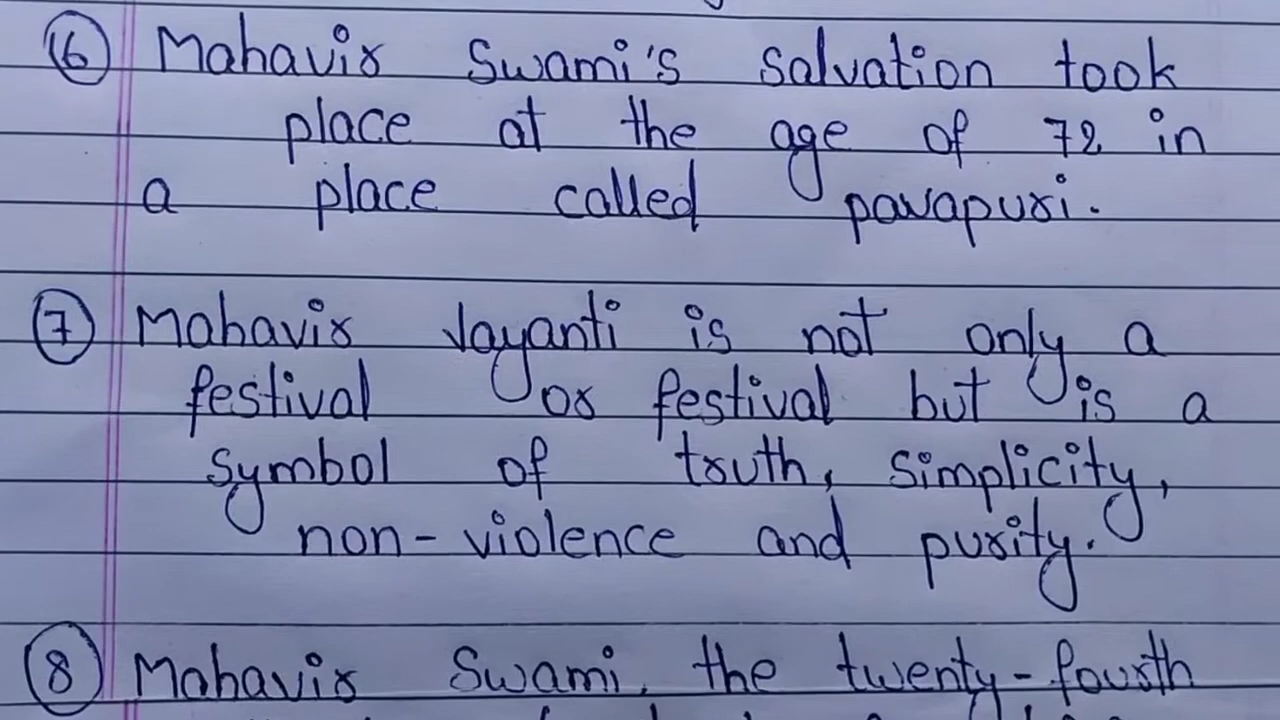 6 Mahavir Swami's salvation took
place at the age of 72 in
a place called pavapuri.
7 Mahavir Jayanti is not only a
festival or festival but is a
symbol of truth, simplicity,
non-violence and purity.
8 Mahavir Swami, the twenty-fourth